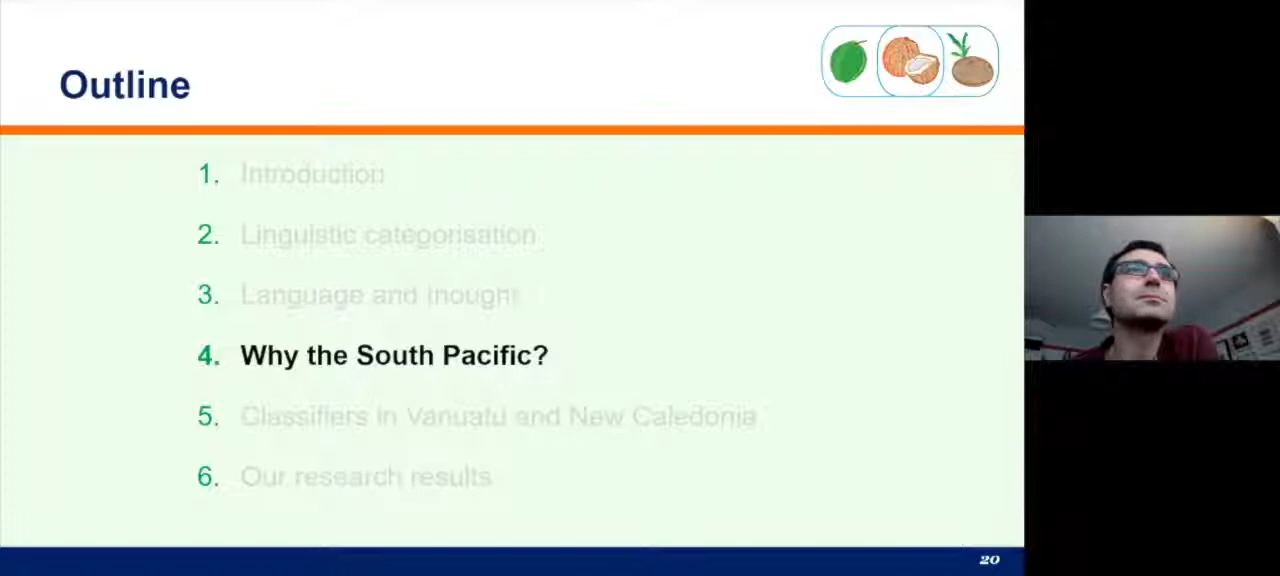 Outline
1. Introduction
2. Linguistic categorisation
3. Language and thought
4. Why the South Pacific?
5. Classifiers in Vanuatu and New Caledonia
6. Our research results
20